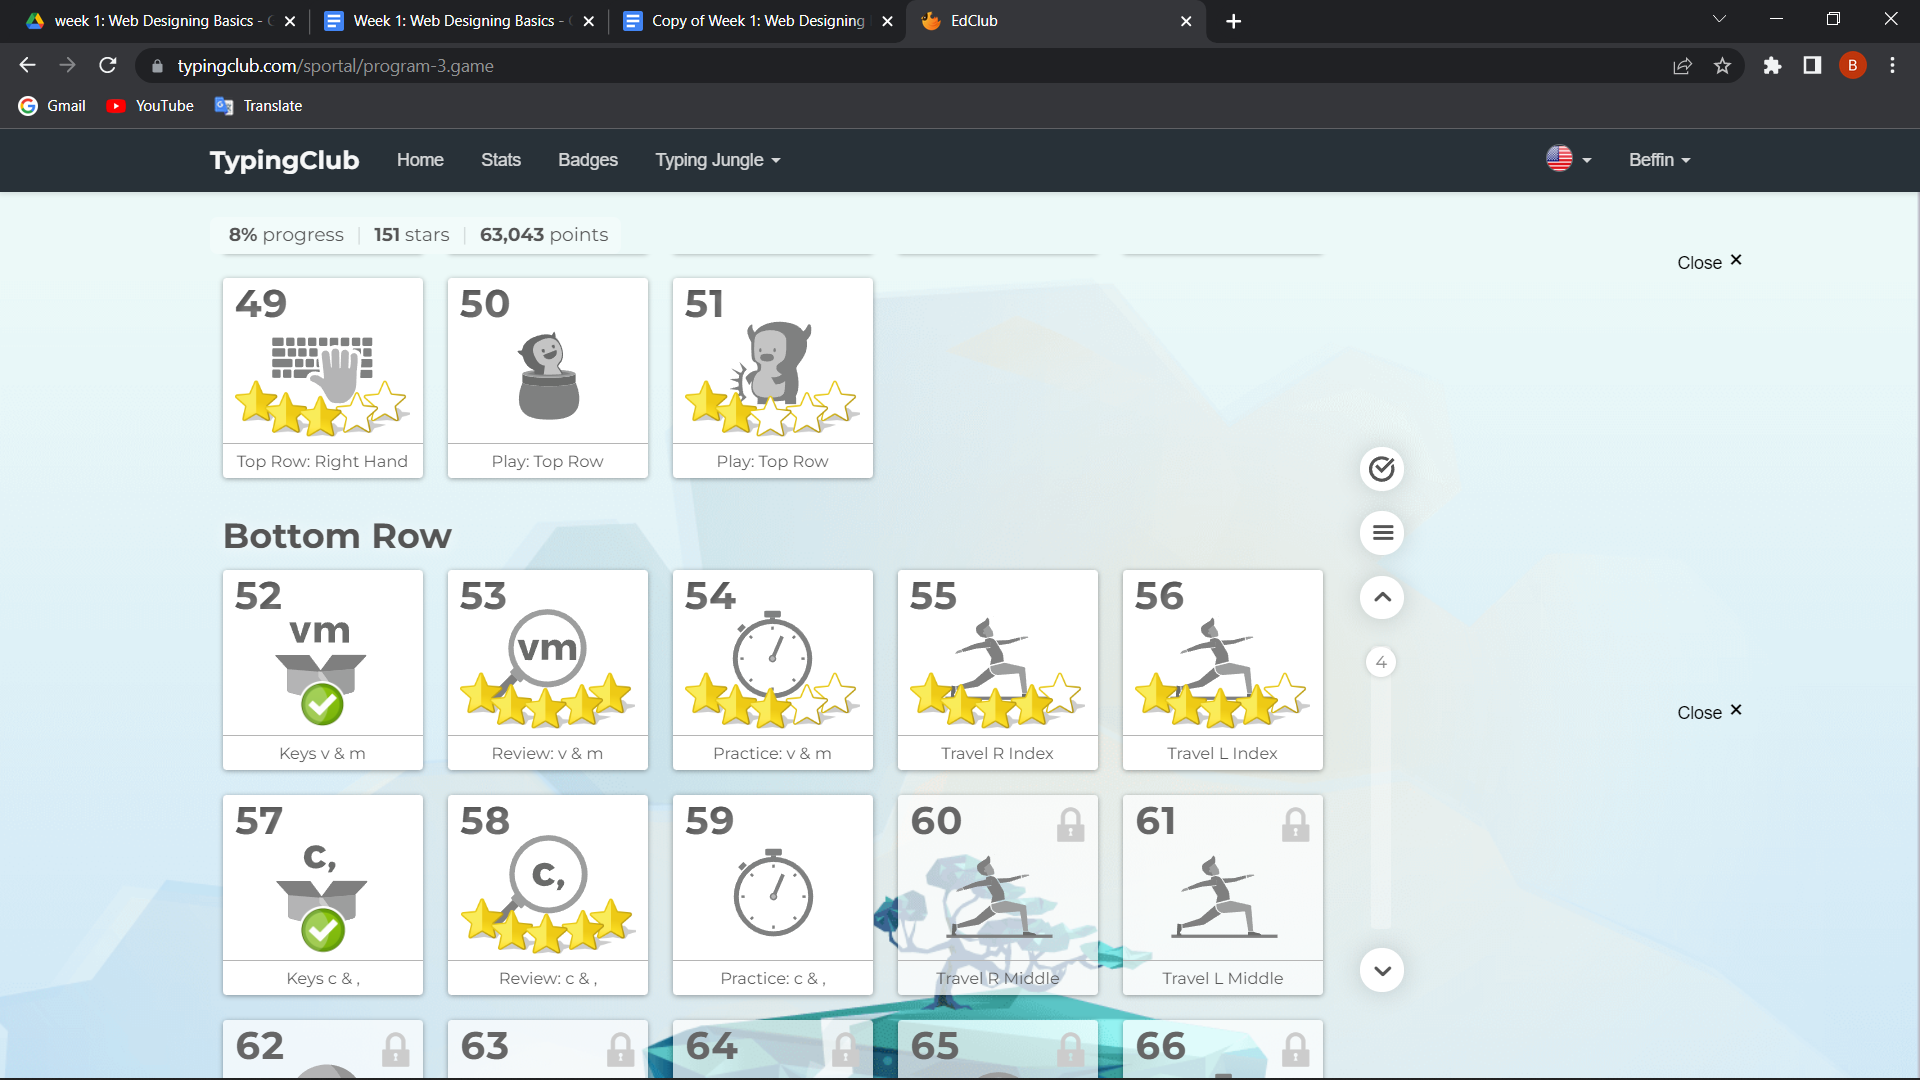 week 1: Web Designing Basics -
Week 1: Web Designing Basics -
Copy of Week 1: Web Designing
EdClub
typingclub.com/sportal/program-3.game
B
Gmail
YouTube
Translate
TypingClub
Home
Stats
Badges
Typing Jungle
Beffin
8% progress
151 stars
63,043 points
Close
49
50
51
Top Row: Right Hand
Play: Top Row
Play: Top Row
Bottom Row
52
vm
53
vm
54
55
56
4
Close
Keys v & m
Review: v & m
Practice: v & m
Travel R Index
Travel L Index
57
c,
58
c,
59
60
61
Keys c & ,
Review: c & ,
Practice: c & ,
Travel R Middle
Travel L Middle
62
63
64
65
66